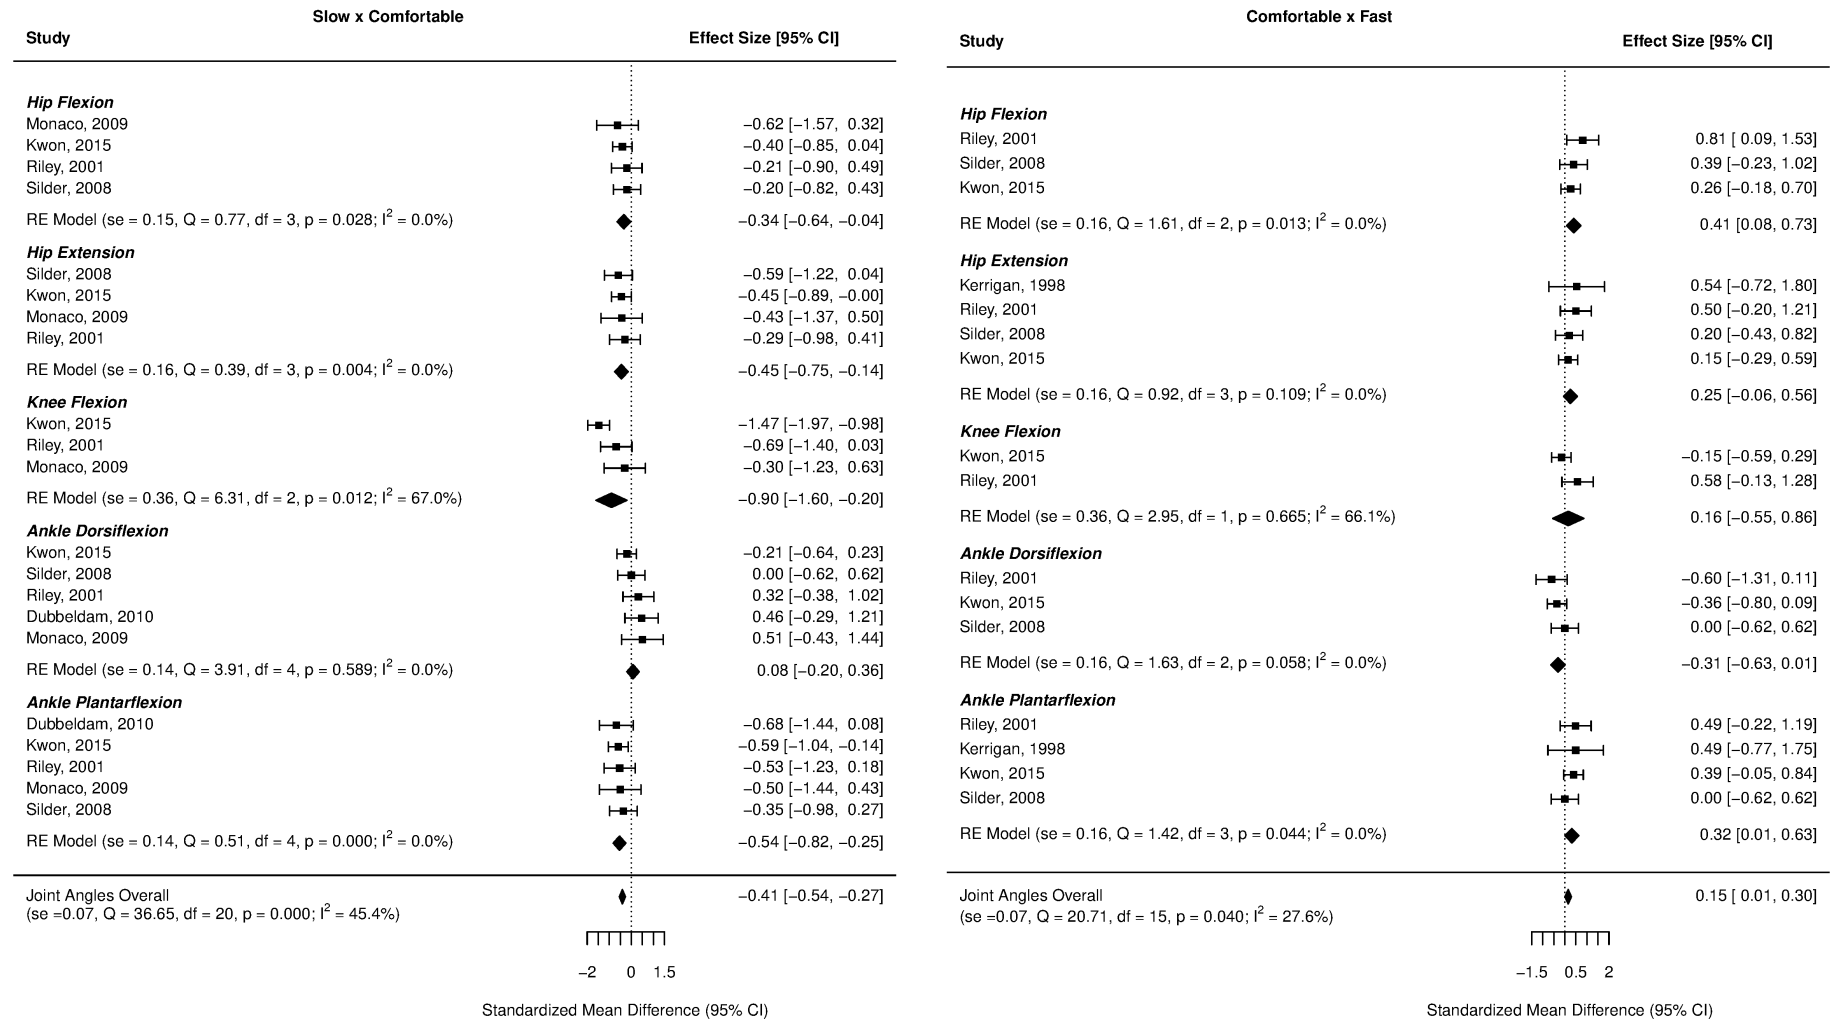 Slow x Comfortable
Study Effect Size [95% CI]
Hip Flexion
Monaco, 2009 −0.62 [−1.57, 0.32]
Kwon, 2015 −0.40 [−0.85, 0.04]
Riley, 2001 −0.21 [−0.90, 0.49]
Silder, 2008 −0.20 [−0.82, 0.43]
RE Model (se = 0.15, Q = 0.77, df = 3, p = 0.028; I² = 0.0%) −0.34 [−0.64, −0.04]
Hip Extension
Silder, 2008 −0.59 [−1.22, 0.04]
Kwon, 2015 −0.45 [−0.89, −0.00]
Monaco, 2009 −0.43 [−1.37, 0.50]
Riley, 2001 −0.29 [−0.98, 0.41]
RE Model (se = 0.16, Q = 0.39, df = 3, p = 0.004; I² = 0.0%) −0.45 [−0.75, −0.14]
Knee Flexion
Kwon, 2015 −1.47 [−1.97, −0.98]
Riley, 2001 −0.69 [−1.40, 0.03]
Monaco, 2009 −0.30 [−1.23, 0.63]
RE Model (se = 0.36, Q = 6.31, df = 2, p = 0.012; I² = 67.0%) −0.90 [−1.60, −0.20]
Ankle Dorsiflexion
Kwon, 2015 −0.21 [−0.64, 0.23]
Silder, 2008 0.00 [−0.62, 0.62]
Riley, 2001 0.32 [−0.38, 1.02]
Dubbeldam, 2010 0.46 [−0.29, 1.21]
Monaco, 2009 0.51 [−0.43, 1.44]
RE Model (se = 0.14, Q = 3.91, df = 4, p = 0.589; I² = 0.0%) 0.08 [−0.20, 0.36]
Ankle Plantarflexion
Dubbeldam, 2010 −0.68 [−1.44, 0.08]
Kwon, 2015 −0.59 [−1.04, −0.14]
Riley, 2001 −0.53 [−1.23, 0.18]
Monaco, 2009 −0.50 [−1.44, 0.43]
Silder, 2008 −0.35 [−0.98, 0.27]
RE Model (se = 0.14, Q = 0.51, df = 4, p = 0.000; I² = 0.0%) −0.54 [−0.82, −0.25]
Joint Angles Overall −0.41 [−0.54, −0.27]
(se =0.07, Q = 36.65, df = 20, p = 0.000; I² = 45.4%)
−2 0 1.5
Standardized Mean Difference (95% CI)
Comfortable x Fast
Study Effect Size [95% CI]
Hip Flexion
Riley, 2001 0.81 [ 0.09, 1.53]
Silder, 2008 0.39 [−0.23, 1.02]
Kwon, 2015 0.26 [−0.18, 0.70]
RE Model (se = 0.16, Q = 1.61, df = 2, p = 0.013; I² = 0.0%) 0.41 [0.08, 0.73]
Hip Extension
Kerrigan, 1998 0.54 [−0.72, 1.80]
Riley, 2001 0.50 [−0.20, 1.21]
Silder, 2008 0.20 [−0.43, 0.82]
Kwon, 2015 0.15 [−0.29, 0.59]
RE Model (se = 0.16, Q = 0.92, df = 3, p = 0.109; I² = 0.0%) 0.25 [−0.06, 0.56]
Knee Flexion
Kwon, 2015 −0.15 [−0.59, 0.29]
Riley, 2001 0.58 [−0.13, 1.28]
RE Model (se = 0.36, Q = 2.95, df = 1, p = 0.665; I² = 66.1%) 0.16 [−0.55, 0.86]
Ankle Dorsiflexion
Riley, 2001 −0.60 [−1.31, 0.11]
Kwon, 2015 −0.36 [−0.80, 0.09]
Silder, 2008 0.00 [−0.62, 0.62]
RE Model (se = 0.16, Q = 1.63, df = 2, p = 0.058; I² = 0.0%) −0.31 [−0.63, 0.01]
Ankle Plantarflexion
Riley, 2001 0.49 [−0.22, 1.19]
Kerrigan, 1998 0.49 [−0.77, 1.75]
Kwon, 2015 0.39 [−0.05, 0.84]
Silder, 2008 0.00 [−0.62, 0.62]
RE Model (se = 0.16, Q = 1.42, df = 3, p = 0.044; I² = 0.0%) 0.32 [0.01, 0.63]
Joint Angles Overall 0.15 [ 0.01, 0.30]
(se =0.07, Q = 20.71, df = 15, p = 0.040; I² = 27.6%)
−1.5 0.5 2
Standardized Mean Difference (95% CI)